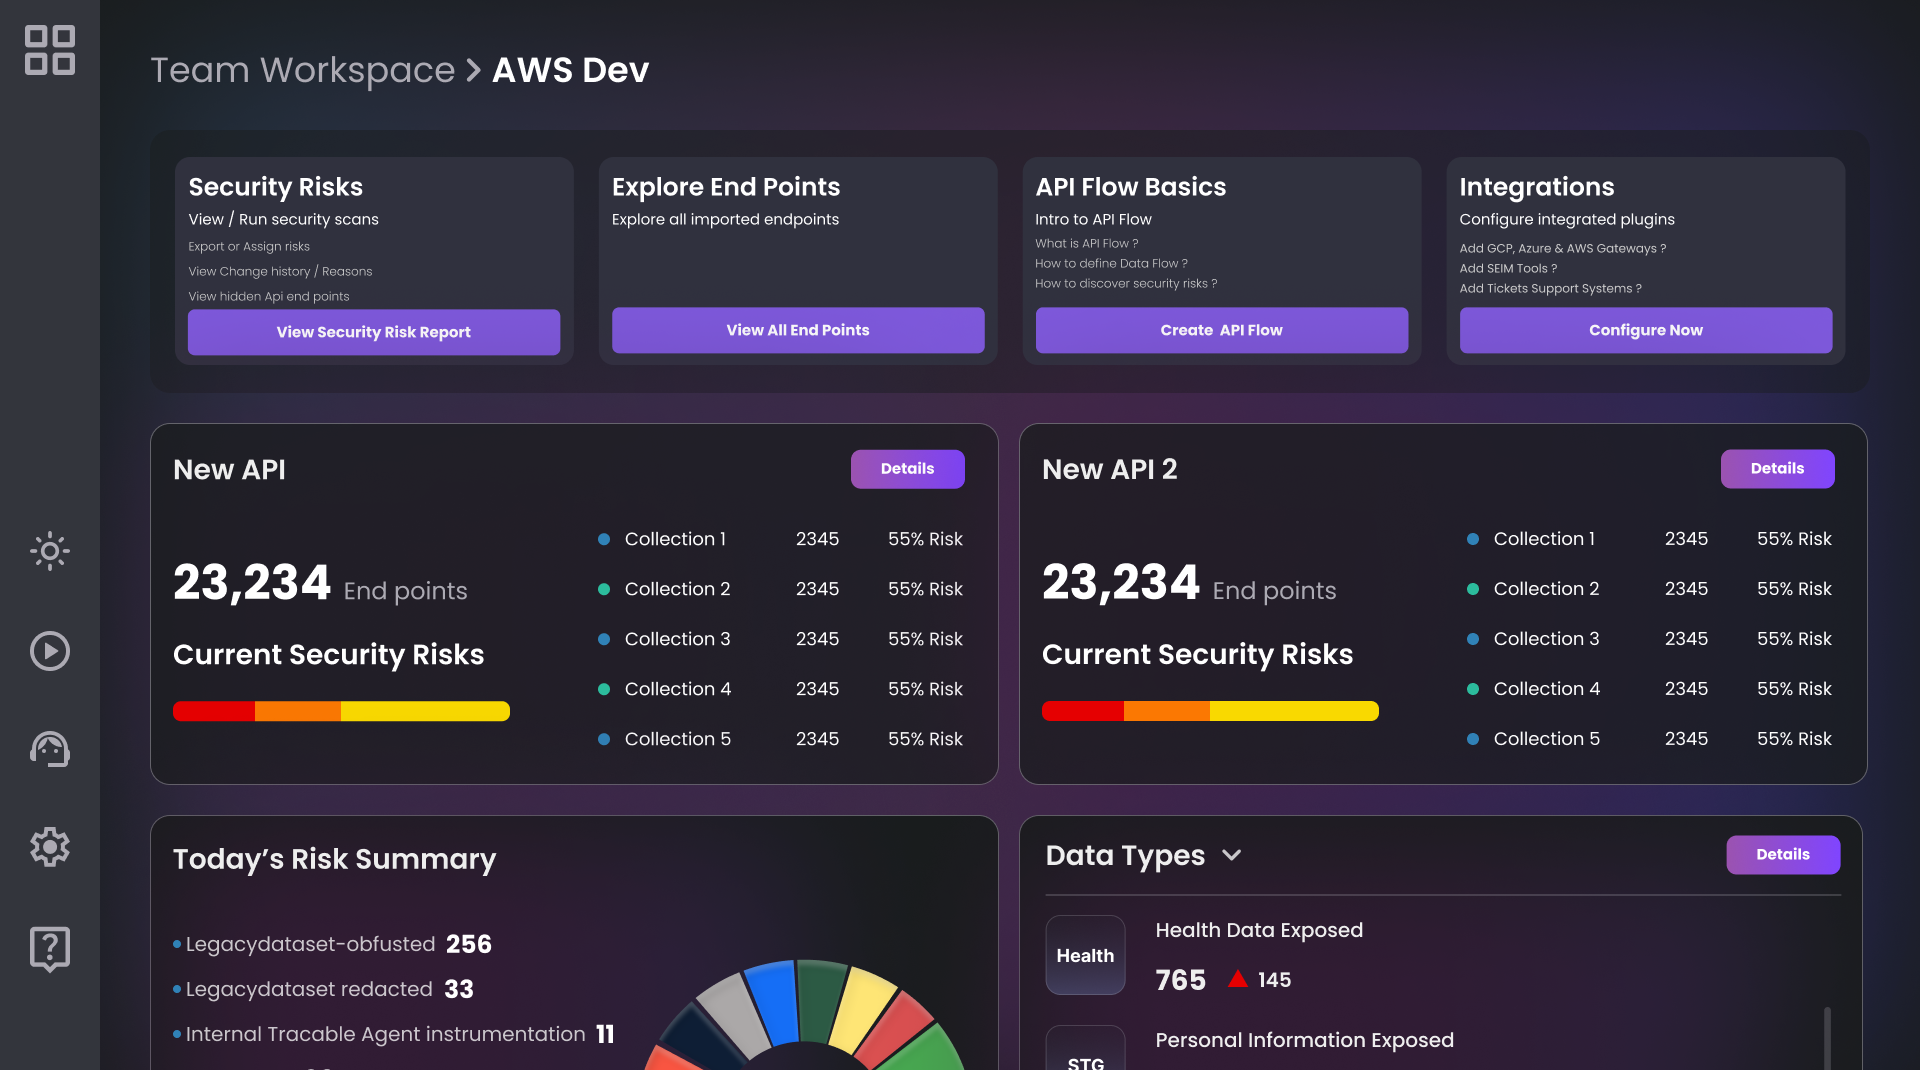 Team Workspace > AWS Dev
Security Risks
View / Run security scans
Export or Assign risks
View Change history / Reasons
View hidden Api end points
View Security Risk Report
Explore End Points
Explore all imported endpoints
View All End Points
API Flow Basics
Intro to API Flow
What is API Flow ?
How to define Data Flow ?
How to discover security risks ?
Create API Flow
Integrations
Configure integrated plugins
Add GCP, Azure & AWS Gateways ?
Add SEIM Tools ?
Add Tickets Support Systems ?
Configure Now
New API
Details
23,234 End points
Current Security Risks
Collection 1 2345 55% Risk
Collection 2 2345 55% Risk
Collection 3 2345 55% Risk
Collection 4 2345 55% Risk
Collection 5 2345 55% Risk
New API 2
Details
23,234 End points
Current Security Risks
Collection 1 2345 55% Risk
Collection 2 2345 55% Risk
Collection 3 2345 55% Risk
Collection 4 2345 55% Risk
Collection 5 2345 55% Risk
Today’s Risk Summary
Legacydataset-obfusted 256
Legacydataset redacted 33
Internal Tracable Agent instrumentation 11
Data Types
Details
Health
Health Data Exposed
765 145
STG
Personal Information Exposed